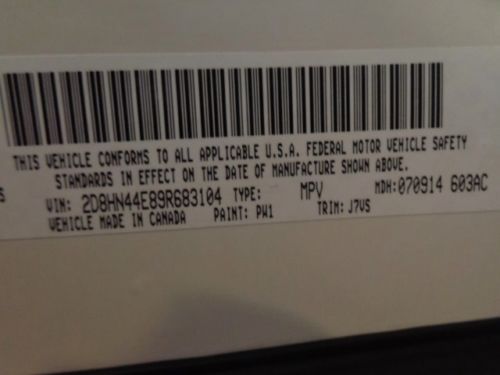 THIS VEHICLE CONFORMS TO ALL APPLICABLE U.S.A. FEDERAL MOTOR VEHICLE SAFETY
STANDARDS IN EFFECT ON THE DATE OF MANUFACTURE SHOWN ABOVE.
VIN: 2D8HN44E89R683104 TYPE: MPV MDH:070914 603AC
VEHICLE MADE IN CANADA PAINT: PW1 TRIM: J7VS